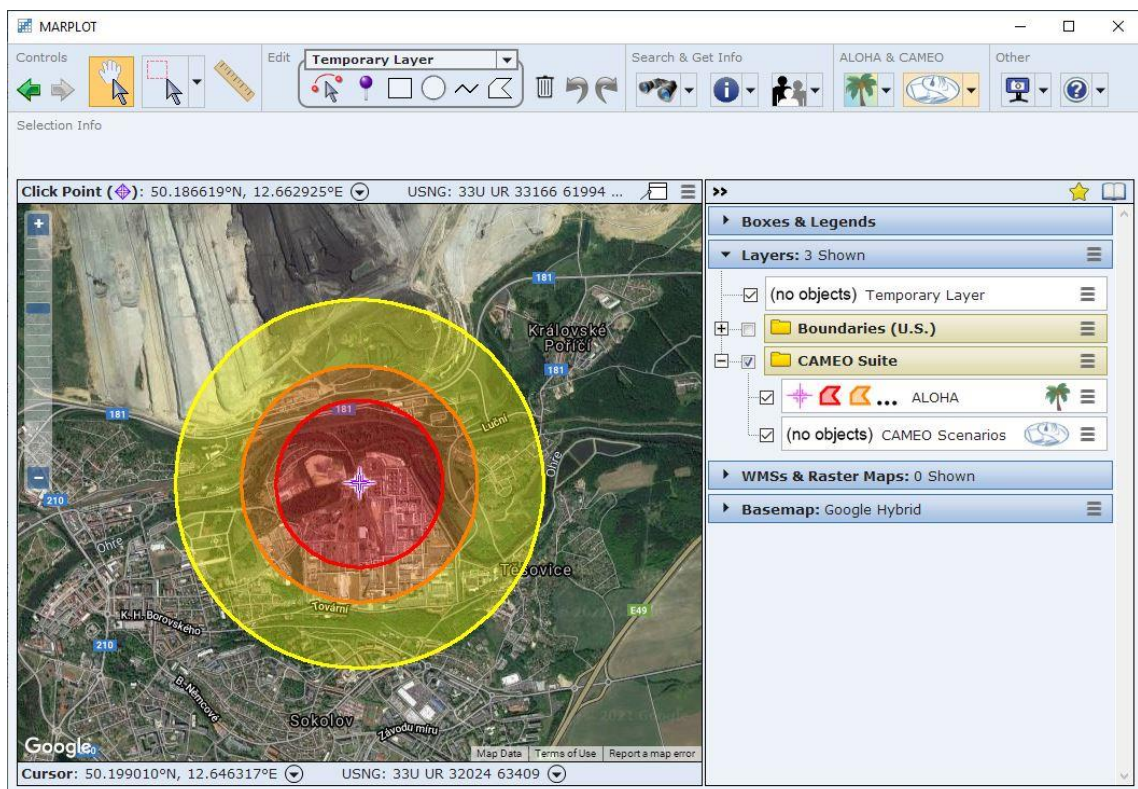 MARPLOT
Controls
Edit
Temporary Layer
Search & Get Info
ALOHA & CAMEO
Other
Selection Info
Click Point ( ): 50.186619°N, 12.662925°E
USNG: 33U UR 33166 61994 ...
181
Královské
Poříčí
181
181
181
Luční
210
Ohře
Ohře
Těšovice
Tovární
K. H. Borovského
210
E49
B. Němcové
Sokolov
Závodu míru
Google
Map Data
Terms of Use
Report a map error
Cursor: 50.199010°N, 12.646317°E
USNG: 33U UR 32024 63409
>>
Boxes & Legends
Layers: 3 Shown
(no objects) Temporary Layer
Boundaries (U.S.)
CAMEO Suite
... ALOHA
(no objects) CAMEO Scenarios
WMSs & Raster Maps: 0 Shown
Basemap: Google Hybrid